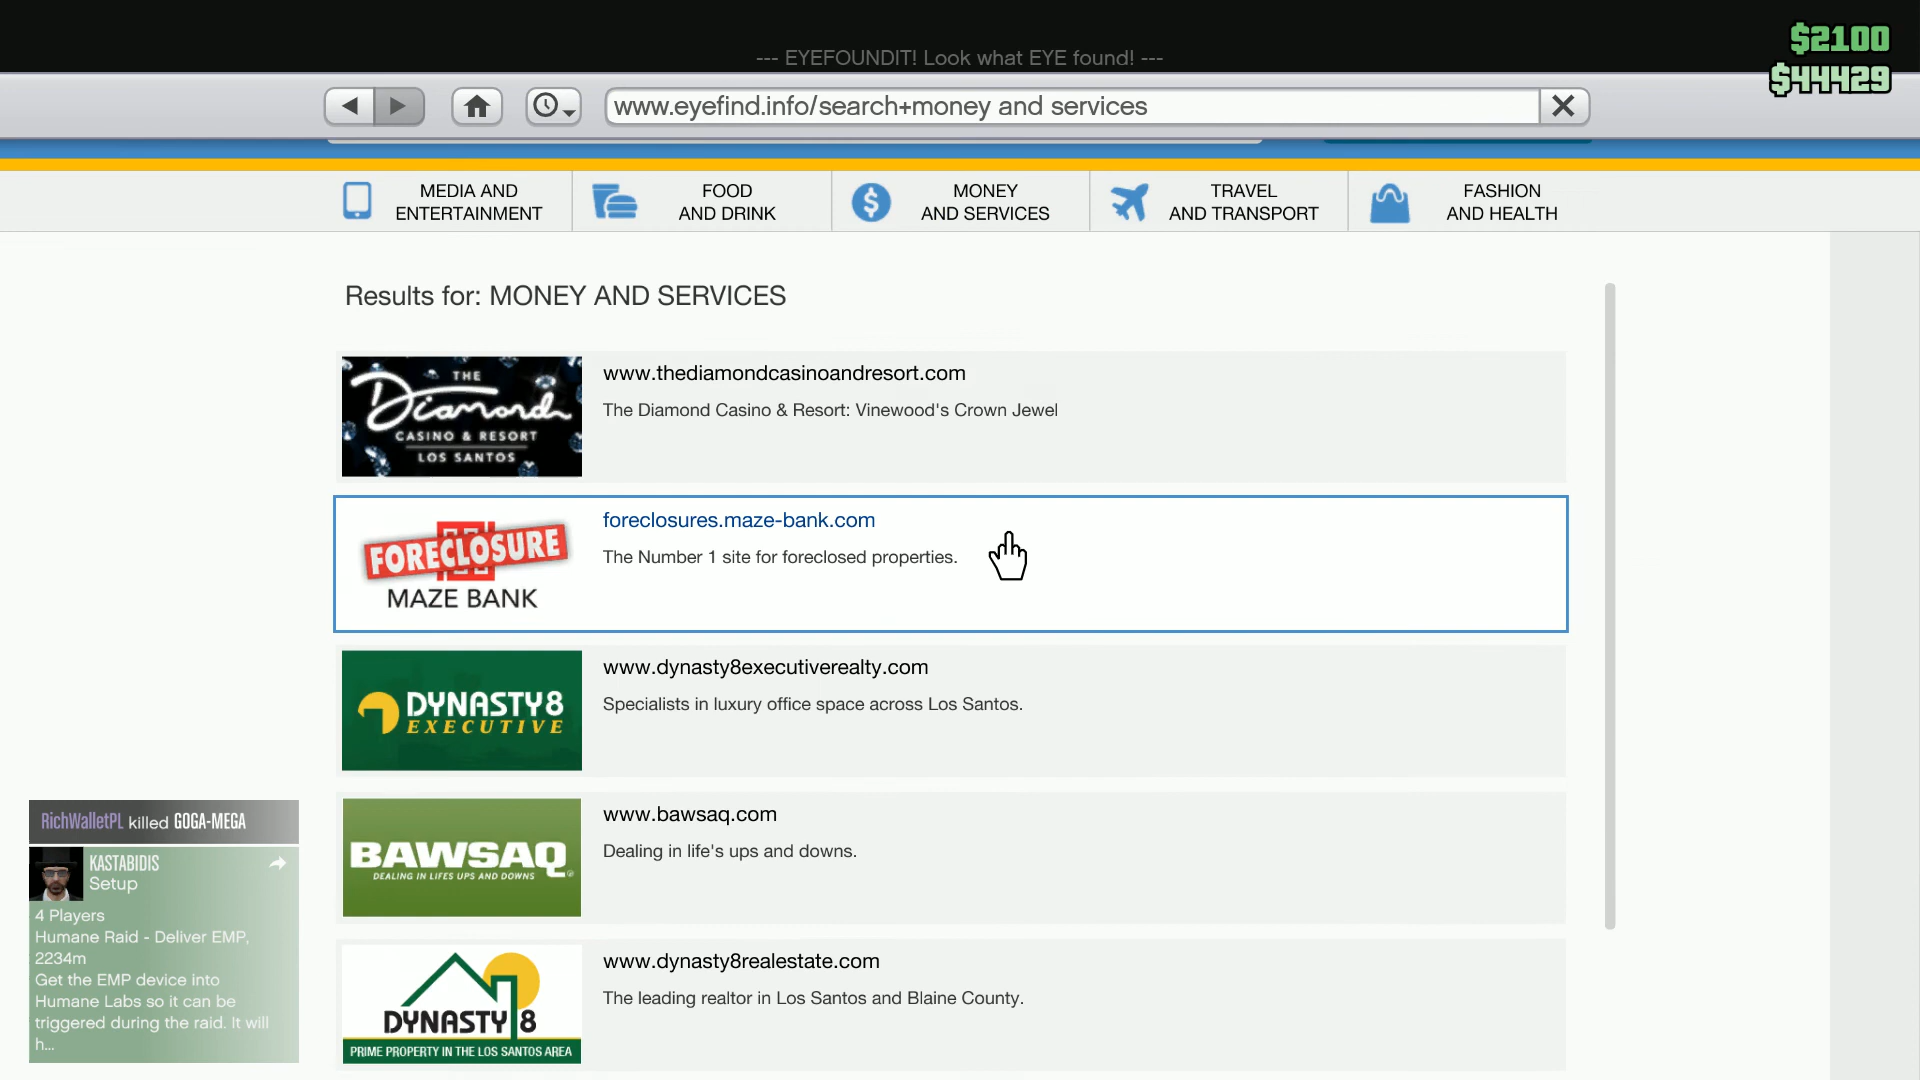 --- EYEFOUNDIT! Look what EYE found! ---
$2100
$44429
www.eyefind.info/search+money and services
MEDIA AND
ENTERTAINMENT
FOOD
AND DRINK
MONEY
AND SERVICES
TRAVEL
AND TRANSPORT
FASHION
AND HEALTH
Results for: MONEY AND SERVICES
THE
Diamond
CASINO & RESORT
LOS SANTOS
www.thediamondcasinoandresort.com
The Diamond Casino & Resort: Vinewood's Crown Jewel
FORECLOSURE
MAZE BANK
foreclosures.maze-bank.com
The Number 1 site for foreclosed properties.
DYNASTY8
EXECUTIVE
www.dynasty8executiverealty.com
Specialists in luxury office space across Los Santos.
BAWSAQ
DEALING IN LIFES UPS AND DOWNS
www.bawsaq.com
Dealing in life's ups and downs.
DYNASTY 8
PRIME PROPERTY IN THE LOS SANTOS AREA
www.dynasty8realestate.com
The leading realtor in Los Santos and Blaine County.
RichWalletPL killed GOGA-MEGA
KASTABIDIS
Setup
4 Players
Humane Raid - Deliver EMP,
2234m
Get the EMP device into
Humane Labs so it can be
triggered during the raid. It will
h...